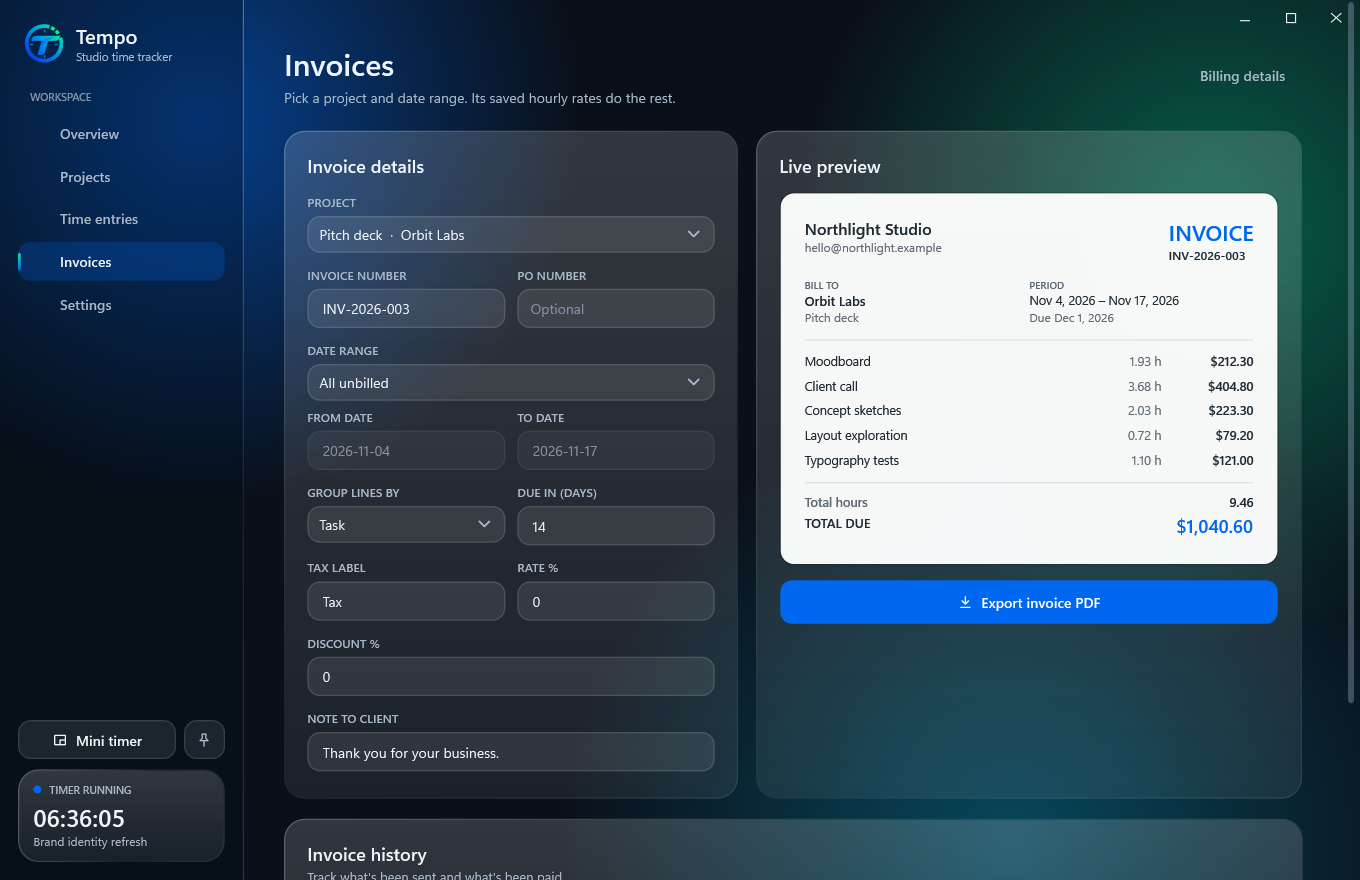 Tempo
Studio time tracker
WORKSPACE
Overview
Projects
Time entries
Invoices
Settings
Mini timer
TIMER RUNNING
06:36:05
Brand identity refresh
Invoices
Pick a project and date range. Its saved hourly rates do the rest.
Billing details
Invoice details
PROJECT
Pitch deck · Orbit Labs
INVOICE NUMBER PO NUMBER
INV-2026-003 Optional
DATE RANGE
All unbilled
FROM DATE TO DATE
2026-11-04 2026-11-17
GROUP LINES BY DUE IN (DAYS)
Task 14
TAX LABEL RATE %
Tax 0
DISCOUNT %
0
NOTE TO CLIENT
Thank you for your business.
Live preview
Northlight Studio INVOICE
hello@northlight.example INV-2026-003
BILL TO PERIOD
Orbit Labs Nov 4, 2026 – Nov 17, 2026
Pitch deck Due Dec 1, 2026
Moodboard 1.93 h $212.30
Client call 3.68 h $404.80
Concept sketches 2.03 h $223.30
Layout exploration 0.72 h $79.20
Typography tests 1.10 h $121.00
Total hours 9.46
TOTAL DUE $1,040.60
Export invoice PDF
Invoice history
Track what's been sent and what's been paid